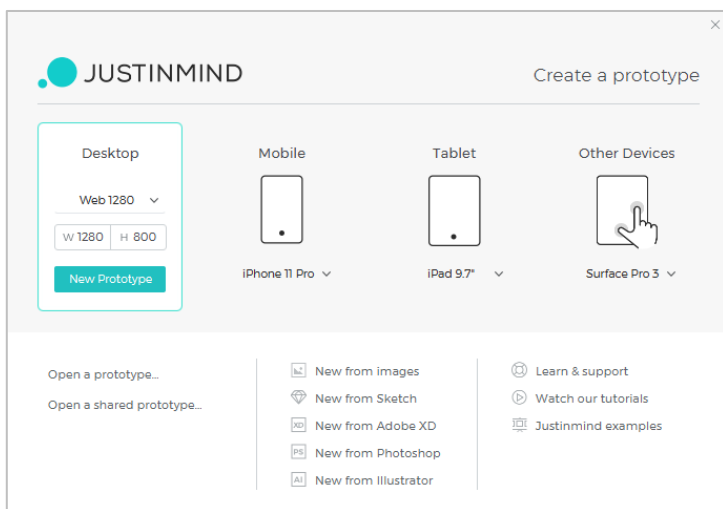 JUSTINMIND
Create a prototype
Desktop
Web 1280
W 1280 H 800
New Prototype
Mobile
iPhone 11 Pro
Tablet
iPad 9.7"
Other Devices
Surface Pro 3
Open a prototype...
Open a shared prototype...
New from images
New from Sketch
XD New from Adobe XD
PS New from Photoshop
AI New from Illustrator
Learn & support
Watch our tutorials
Justinmind examples